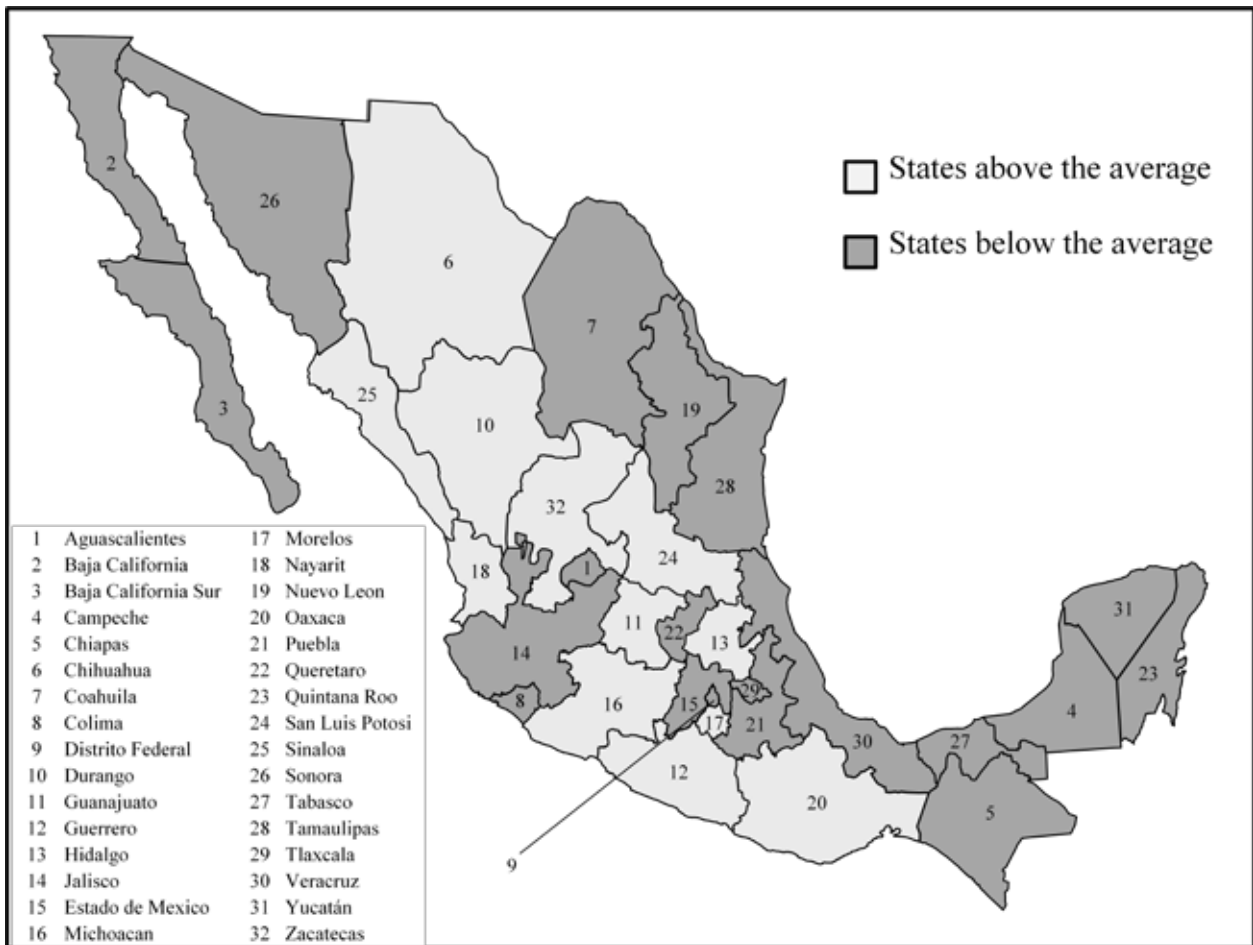 States above the average
States below the average
2
26
6
7
3
25
10
19
28
32
24
18
1
11
22
13
14
8
16
15
29
17
21
12
20
30
27
4
31
23
5
9
1 Aguascalientes 17 Morelos
2 Baja California 18 Nayarit
3 Baja California Sur 19 Nuevo Leon
4 Campeche 20 Oaxaca
5 Chiapas 21 Puebla
6 Chihuahua 22 Queretaro
7 Coahuila 23 Quintana Roo
8 Colima 24 San Luis Potosi
9 Distrito Federal 25 Sinaloa
10 Durango 26 Sonora
11 Guanajuato 27 Tabasco
12 Guerrero 28 Tamaulipas
13 Hidalgo 29 Tlaxcala
14 Jalisco 30 Veracruz
15 Estado de Mexico 31 Yucatán
16 Michoacan 32 Zacatecas